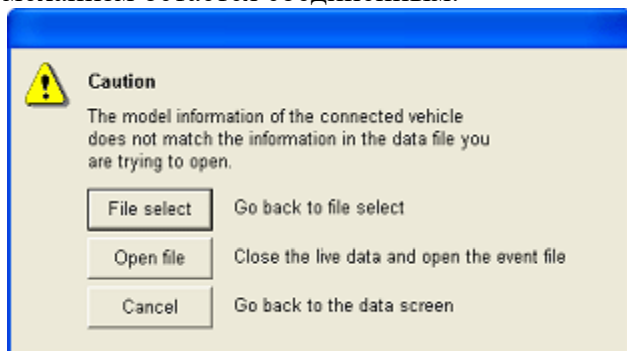 Caution
The model information of the connected vehicle
does not match the information in the data file you
are trying to open.
File select Go back to file select
Open file Close the live data and open the event file
Cancel Go back to the data screen